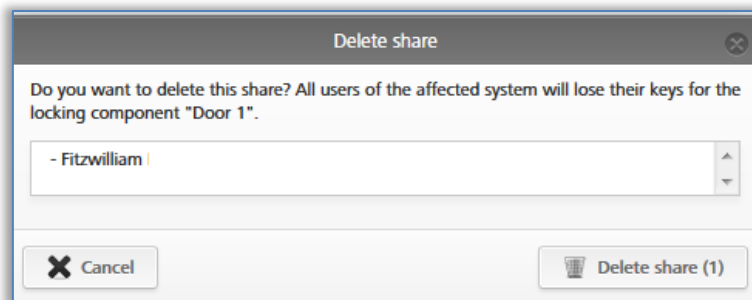 Delete share
Do you want to delete this share? All users of the affected system will lose their keys for the
locking component "Door 1".
- Fitzwilliam
Cancel
Delete share (1)